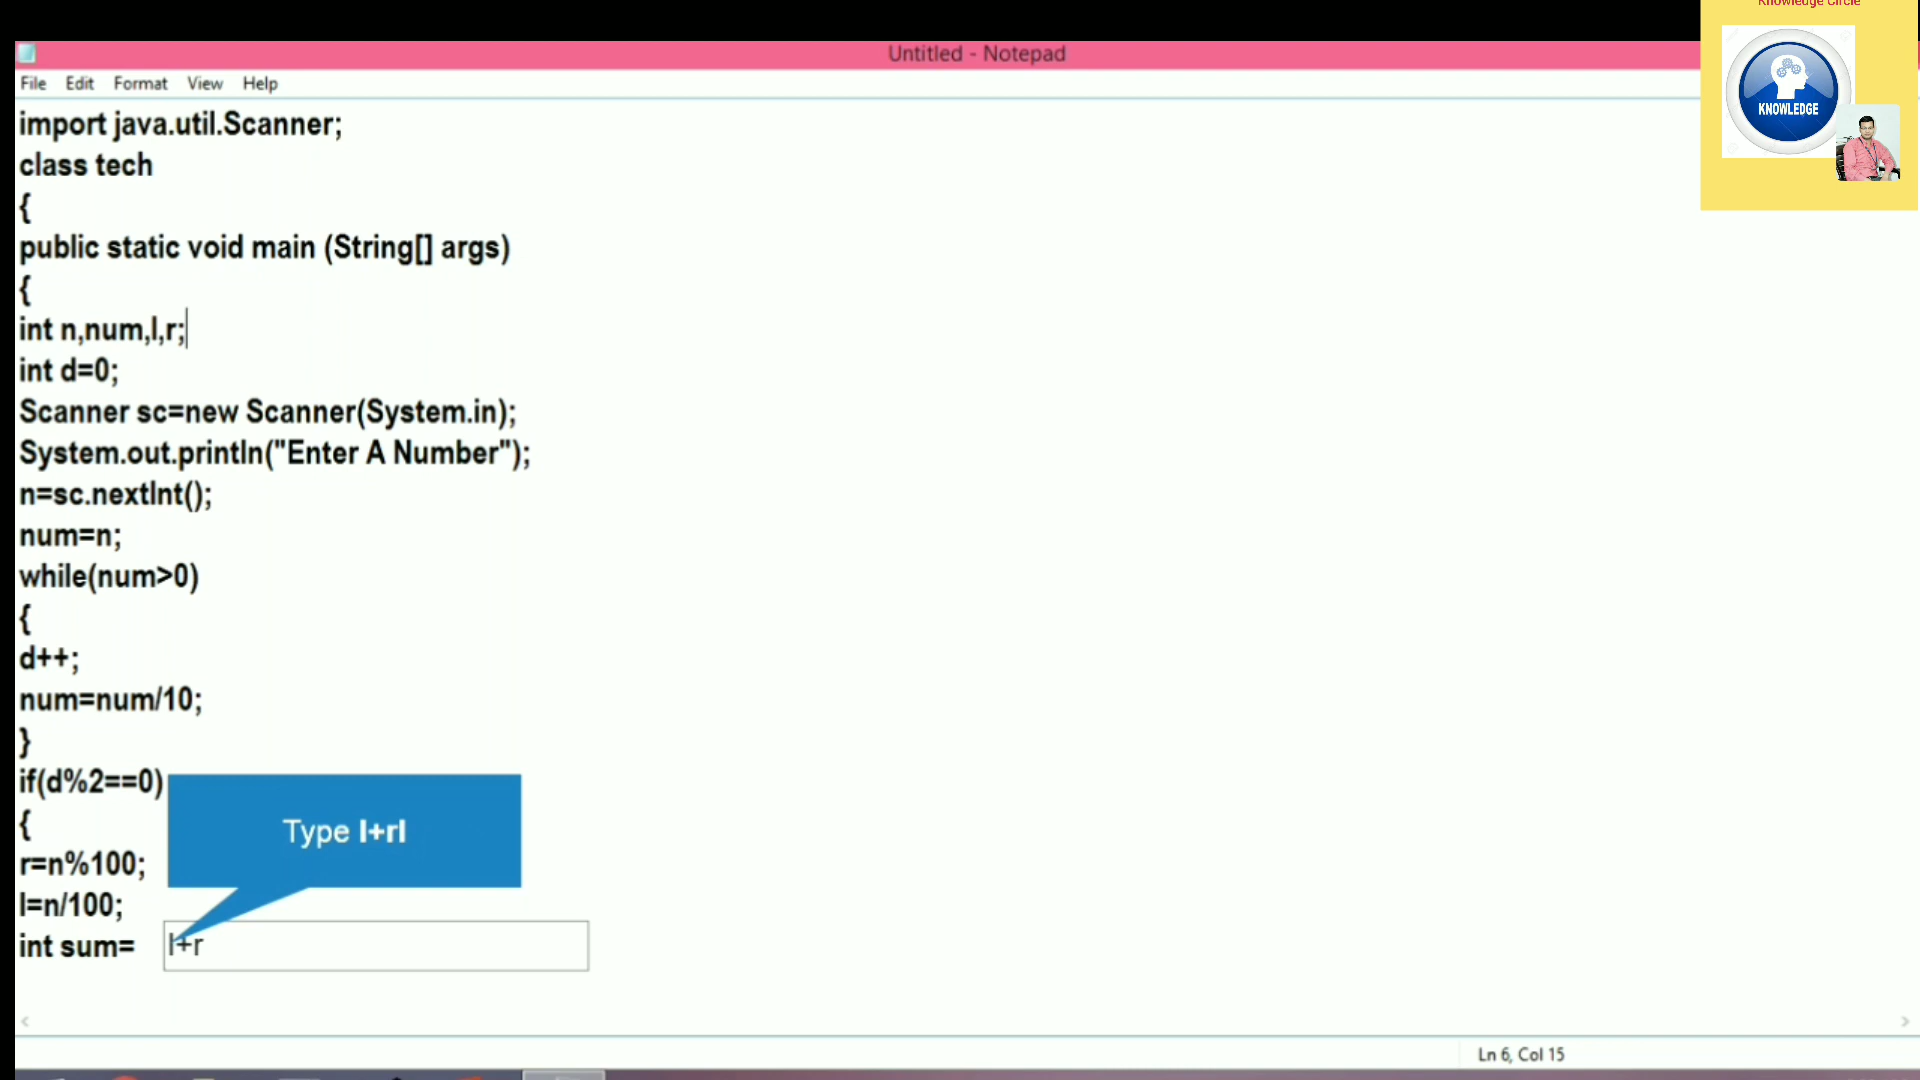 Knowledge Circle
Untitled - Notepad
File Edit Format View Help
KNOWLEDGE
import java.util.Scanner;
class tech
{
public static void main (String[] args)
{
int n,num,l,r;
int d=0;
Scanner sc=new Scanner(System.in);
System.out.println("Enter A Number");
n=sc.nextInt();
num=n;
while(num>0)
{
d++;
num=num/10;
}
if(d%2==0)
{
Type l+rl
r=n%100;
l=n/100;
int sum= l+r
Ln 6, Col 15